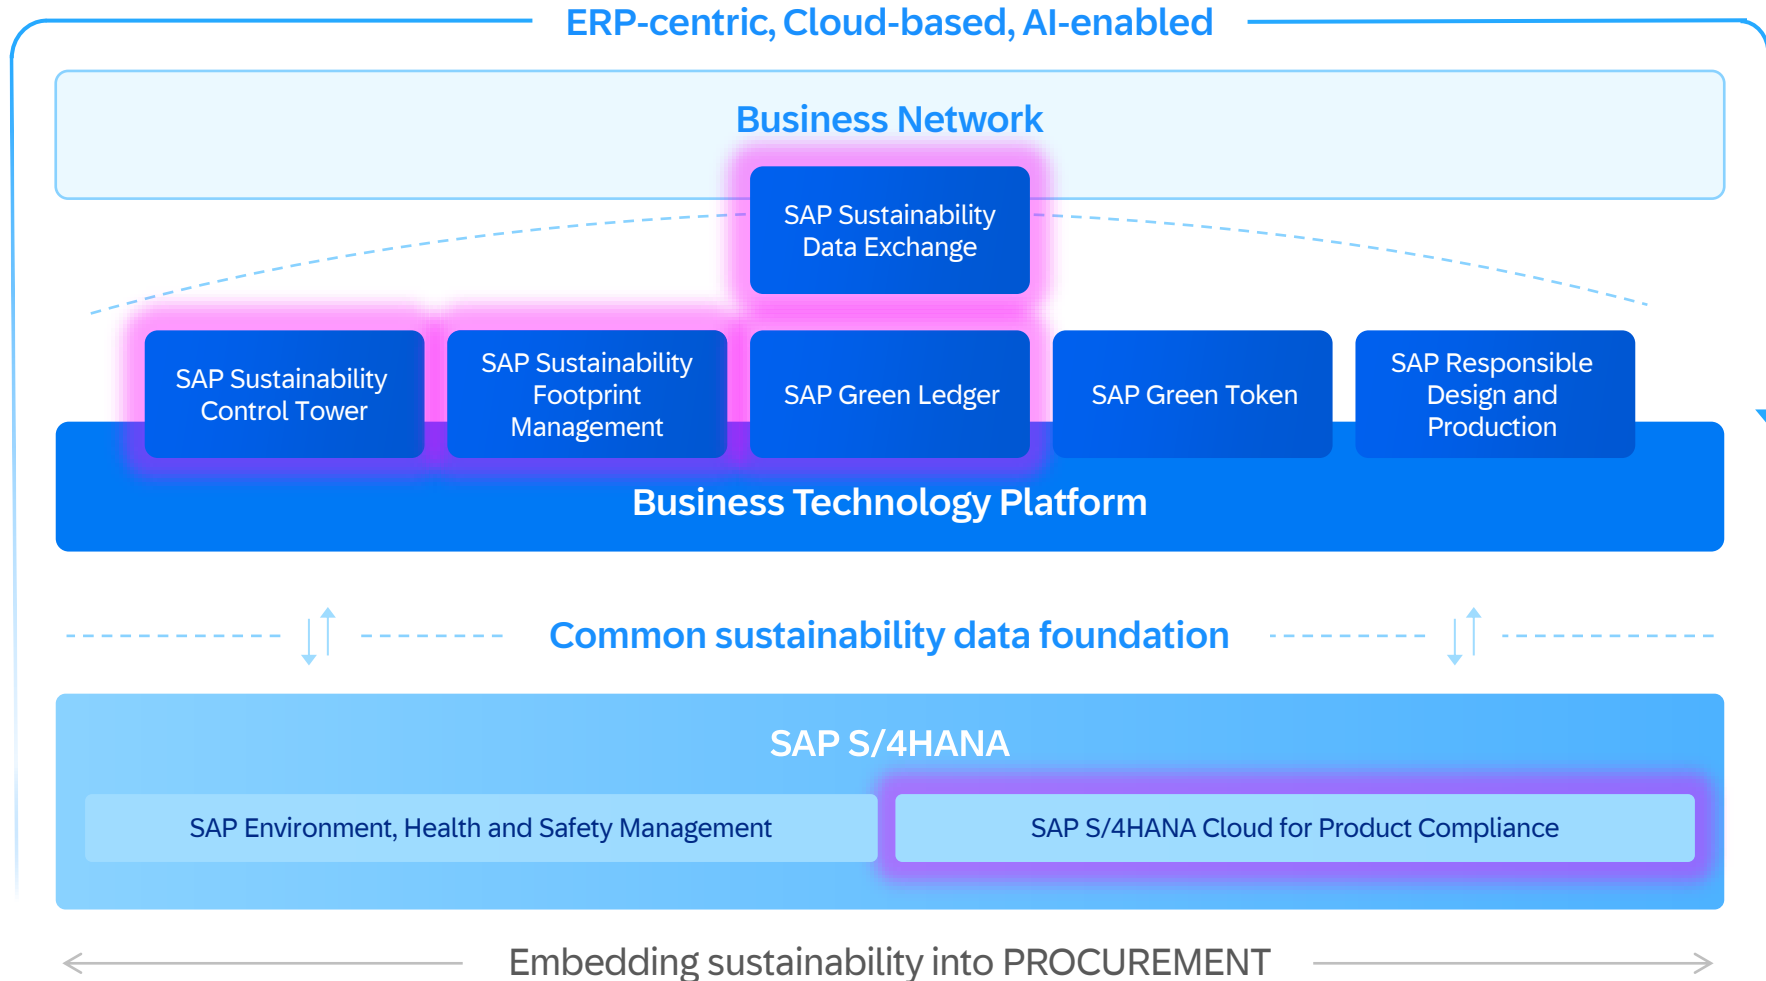 ERP-centric, Cloud-based, AI-enabled
Business Network
SAP Sustainability
Data Exchange
SAP Sustainability
Control Tower
SAP Sustainability
Footprint
Management
SAP Green Ledger
SAP Green Token
SAP Responsible
Design and
Production
Business Technology Platform
Common sustainability data foundation
SAP S/4HANA
SAP Environment, Health and Safety Management
SAP S/4HANA Cloud for Product Compliance
Embedding sustainability into PROCUREMENT